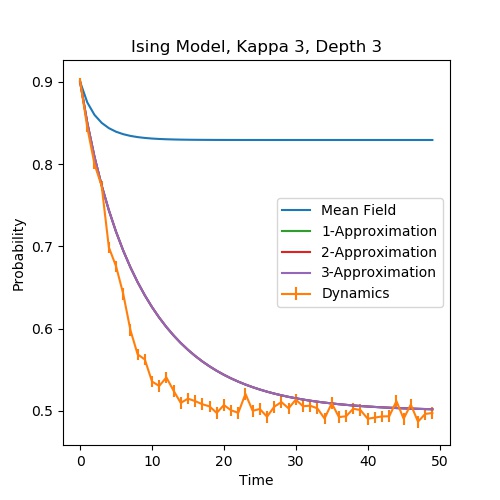 Ising Model, Kappa 3, Depth 3
0.9
0.8
0.7
0.6
0.5
Probability
Mean Field
1-Approximation
2-Approximation
3-Approximation
Dynamics
0 10 20 30 40 50
Time